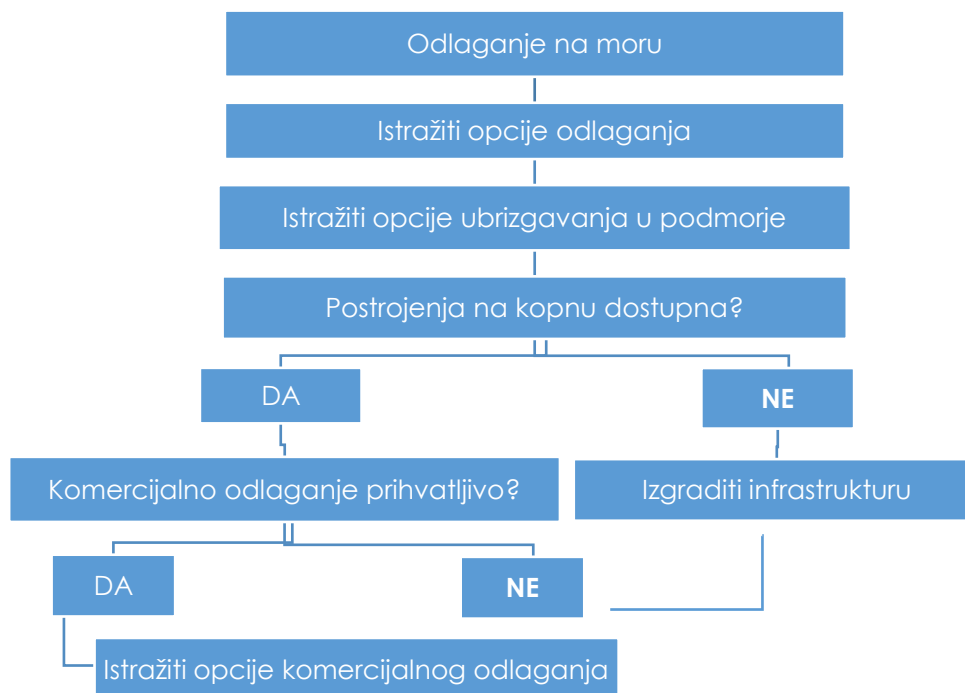 Odlaganje na moru
Istražiti opcije odlaganja
Istražiti opcije ubrizgavanja u podmorje
Postrojenja na kopnu dostupna?
DA
NE
Komercijalno odlaganje prihvatljivo?
Izgraditi infrastrukturu
DA
NE
Istražiti opcije komercijalnog odlaganja